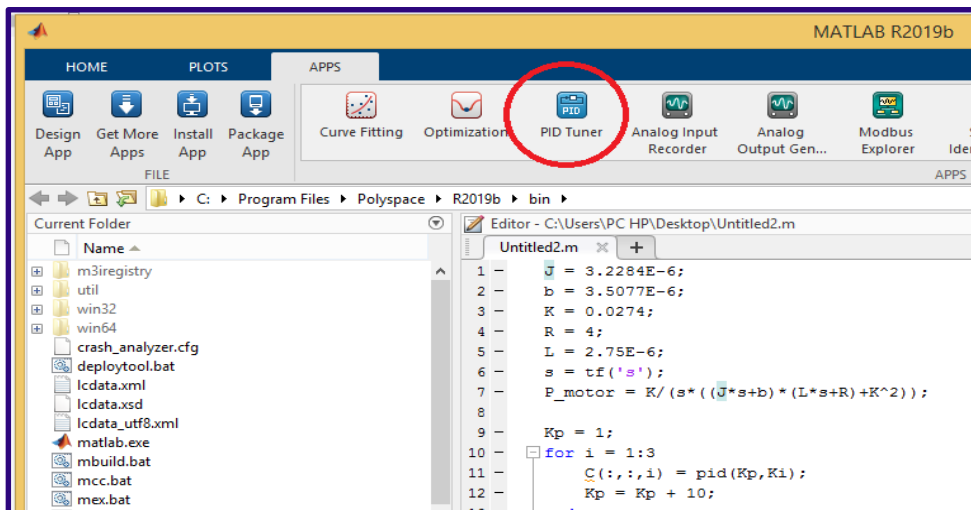 MATLAB R2019b
HOME PLOTS APPS
PID
Design App
Get More Apps
Install App
Package App
Curve Fitting
Optimization
PID Tuner
Analog Input Recorder
Analog Output Gen...
Modbus Explorer
FILE
APPS
C: Program Files Polyspace R2019b bin
Current Folder
Name
m3iregistry
util
win32
win64
crash_analyzer.cfg
deploytool.bat
lcdata.xml
lcdata.xsd
lcdata_utf8.xml
matlab.exe
mbuild.bat
mcc.bat
mex.bat
Editor - C:\Users\PC HP\Desktop\Untitled2.m
Untitled2.m
1 - J = 3.2284E-6;
2 - b = 3.5077E-6;
3 - K = 0.0274;
4 - R = 4;
5 - L = 2.75E-6;
6 - s = tf('s');
7 - P_motor = K/(s*((J*s+b)*(L*s+R)+K^2));
8
9 - Kp = 1;
10 - for i = 1:3
11 - C(:,:,i) = pid(Kp,Ki);
12 - Kp = Kp + 10;